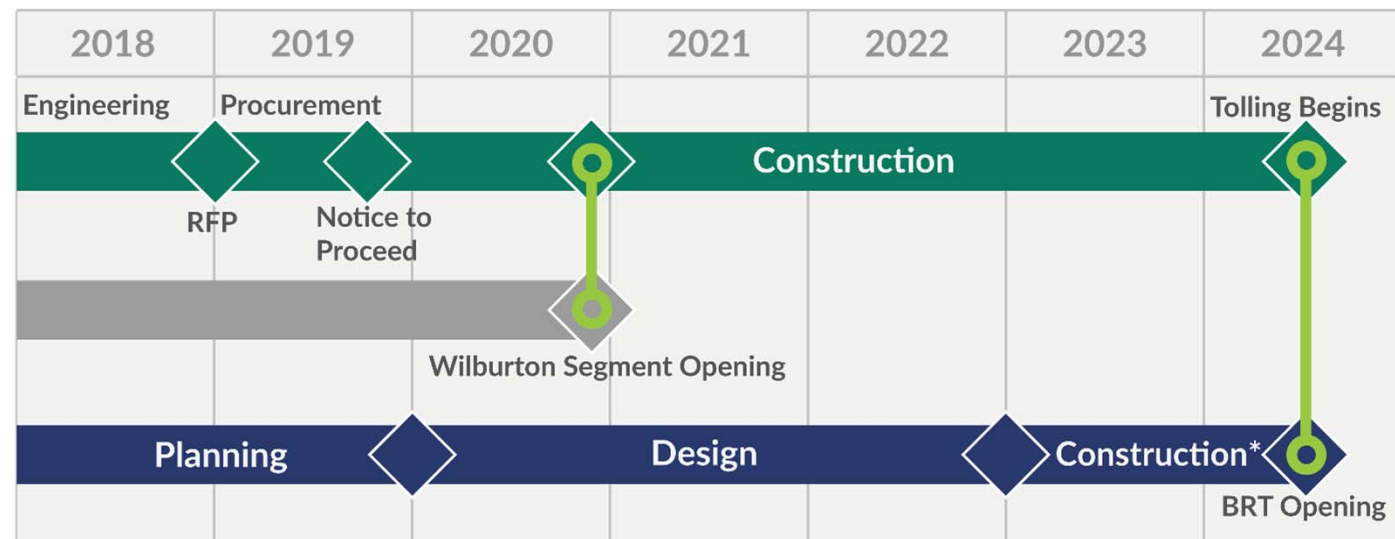 2018 2019 2020 2021 2022 2023 2024
Engineering Procurement Tolling Begins
Construction
RFP
Notice to
Proceed
Wilburton Segment Opening
Planning Design Construction*
BRT Opening